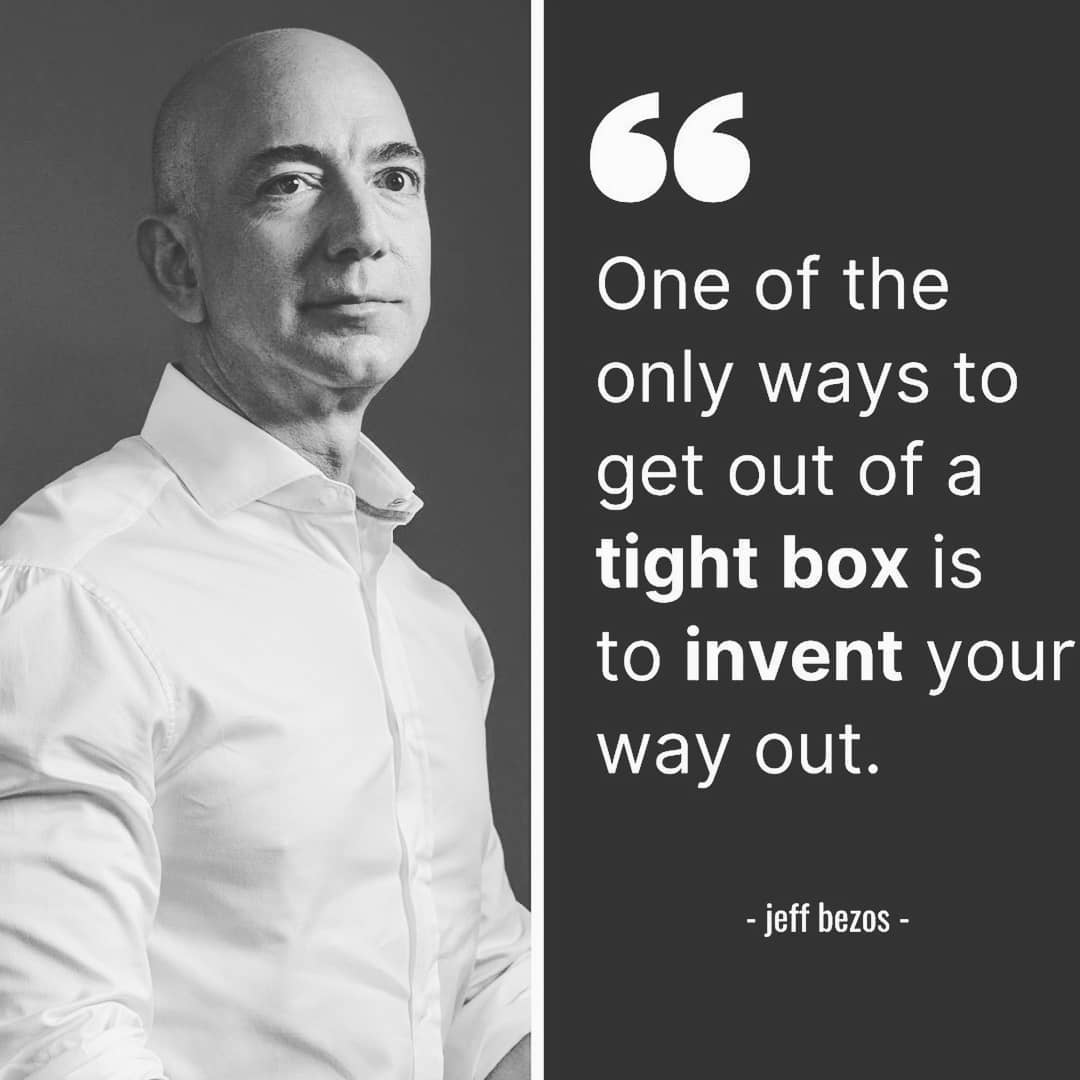 “
One of the
only ways to
get out of a
tight box is
to invent your
way out.
- jeff bezos -